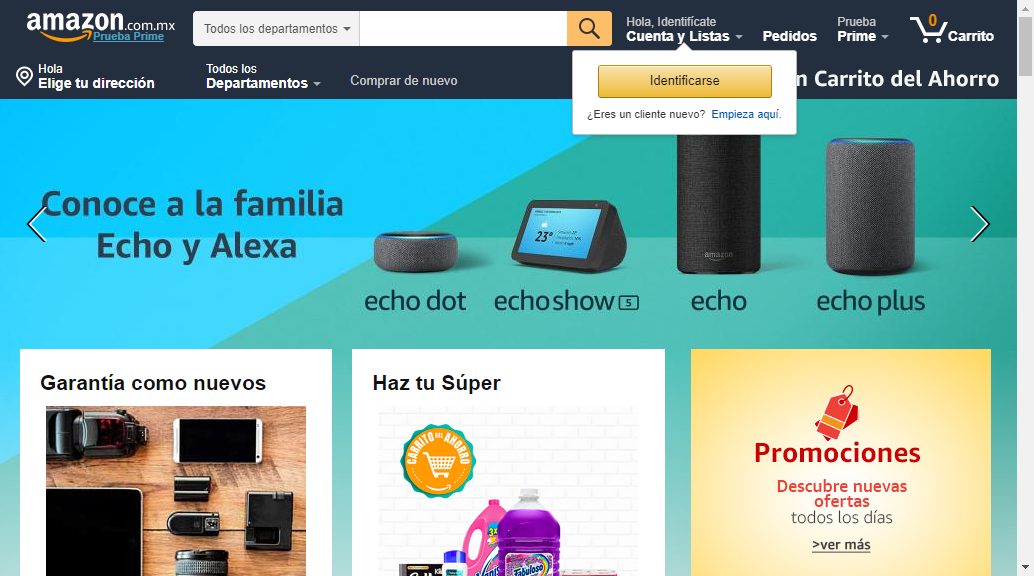 amazon.com.mx
Prueba Prime
Todos los departamentos
Hola, Identifícate
Cuenta y Listas
Pedidos
Prueba
Prime
0
Carrito
Hola
Elige tu dirección
Todos los
Departamentos
Comprar de nuevo
n Carrito del Ahorro
Identificarse
¿Eres un cliente nuevo? Empieza aquí.
Conoce a la familia
Echo y Alexa
23°
amazon
echo dot
echo show 5
echo
echo plus
Garantía como nuevos
Haz tu Súper
CARRITO DEL AHORRO
3x
Fabuloso
Promociones
Descubre nuevas
ofertas
todos los días
>ver más